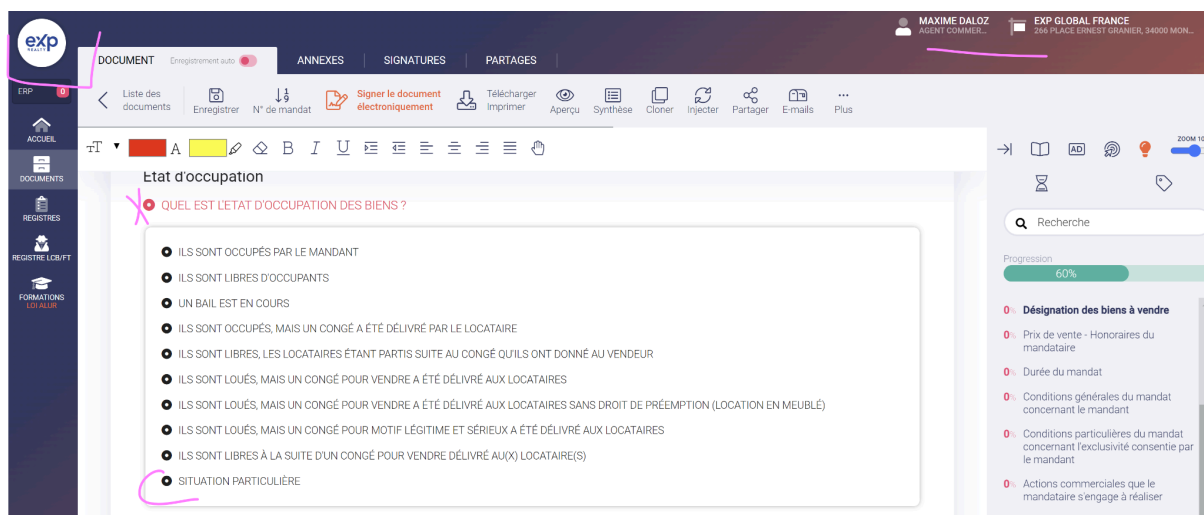 exp
REALTY
MAXIME DALOZ
AGENT COMMER...
EXP GLOBAL FRANCE
266 PLACE ERNEST GRANIER, 34000 MON...
DOCUMENT Enregistrement auto
ANNEXES
SIGNATURES
PARTAGES
ERP 0
ACCUEIL
DOCUMENTS
REGISTRES
REGISTRE LCB/FT
FORMATIONS
LOI ALUR
Liste des
documents
Enregistrer
N° de mandat
Signer le document
électroniquement
Télécharger
Imprimer
Aperçu
Synthèse
Cloner
Injecter
Partager
E-mails
Plus
TT A B I U
AD
ZOOM 10
Etat d'occupation
QUEL EST L'ETAT D'OCCUPATION DES BIENS ?
ILS SONT OCCUPÉS PAR LE MANDANT
ILS SONT LIBRES D'OCCUPANTS
UN BAIL EST EN COURS
ILS SONT OCCUPÉS, MAIS UN CONGÉ A ÉTÉ DÉLIVRÉ PAR LE LOCATAIRE
ILS SONT LIBRES, LES LOCATAIRES ÉTANT PARTIS SUITE AU CONGÉ QU'ILS ONT DONNÉ AU VENDEUR
ILS SONT LOUÉS, MAIS UN CONGÉ POUR VENDRE A ÉTÉ DÉLIVRÉ AUX LOCATAIRES
ILS SONT LOUÉS, MAIS UN CONGÉ POUR VENDRE A ÉTÉ DÉLIVRÉ AUX LOCATAIRES SANS DROIT DE PRÉEMPTION (LOCATION EN MEUBLÉ)
ILS SONT LOUÉS, MAIS UN CONGÉ POUR MOTIF LÉGITIME ET SÉRIEUX A ÉTÉ DÉLIVRÉ AUX LOCATAIRES
ILS SONT LIBRES À LA SUITE D'UN CONGÉ POUR VENDRE DÉLIVRÉ AU(X) LOCATAIRE(S)
SITUATION PARTICULIÈRE
Recherche
Progression
60%
0% Désignation des biens à vendre
0% Prix de vente - Honoraires du
mandataire
0% Durée du mandat
0% Conditions générales du mandat
concernant le mandant
0% Conditions particulières du mandat
concernant l'exclusivité consentie par
le mandant
0% Actions commerciales que le
mandataire s'engage à réaliser